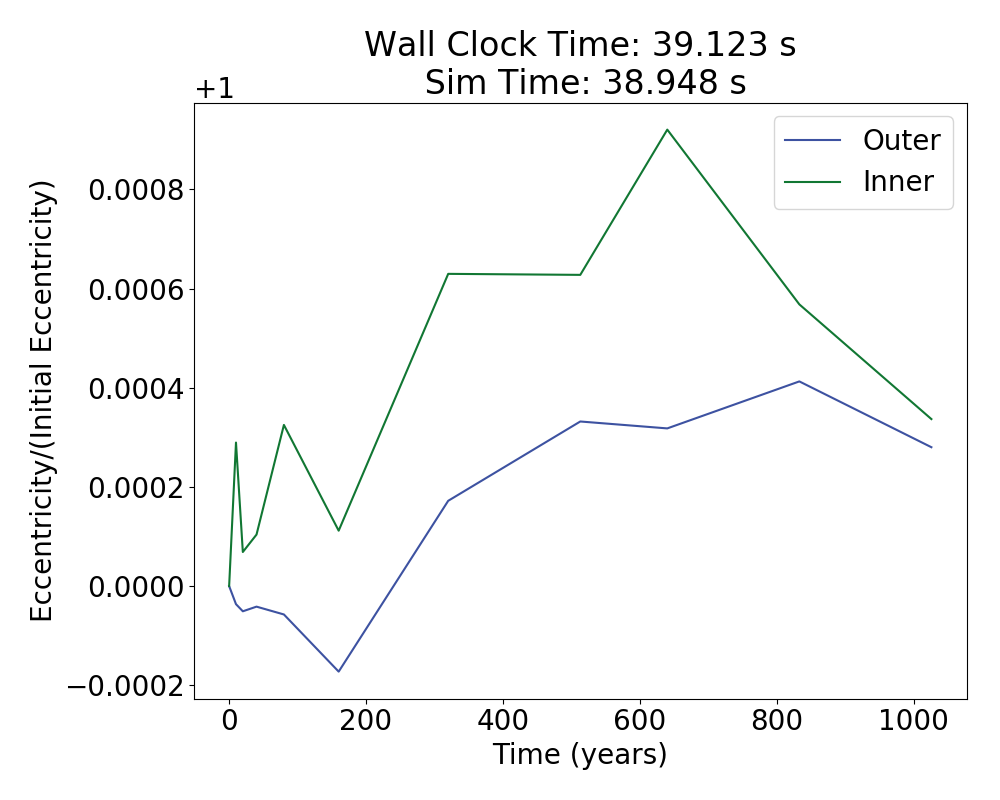 Wall Clock Time: 39.123 s
Sim Time: 38.948 s
+1
Outer
Inner
Eccentricity/(Initial Eccentricity)
0.0008
0.0006
0.0004
0.0002
0.0000
−0.0002
0 200 400 600 800 1000
Time (years)